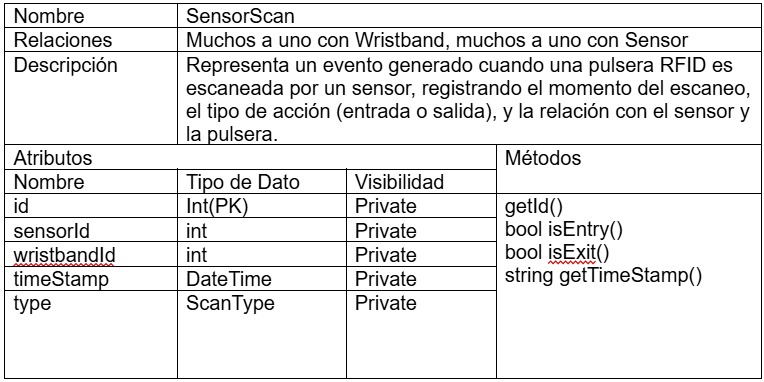 Nombre SensorScan
Relaciones Muchos a uno con Wristband, muchos a uno con Sensor
Descripción Representa un evento generado cuando una pulsera RFID es
escaneada por un sensor, registrando el momento del escaneo,
el tipo de acción (entrada o salida), y la relación con el sensor y
la pulsera.
Atributos Métodos
Nombre Tipo de Dato Visibilidad
id Int(PK) Private getId()
sensorId int Private bool isEntry()
wristbandId int Private bool isExit()
timeStamp DateTime Private string getTimeStamp()
type ScanType Private